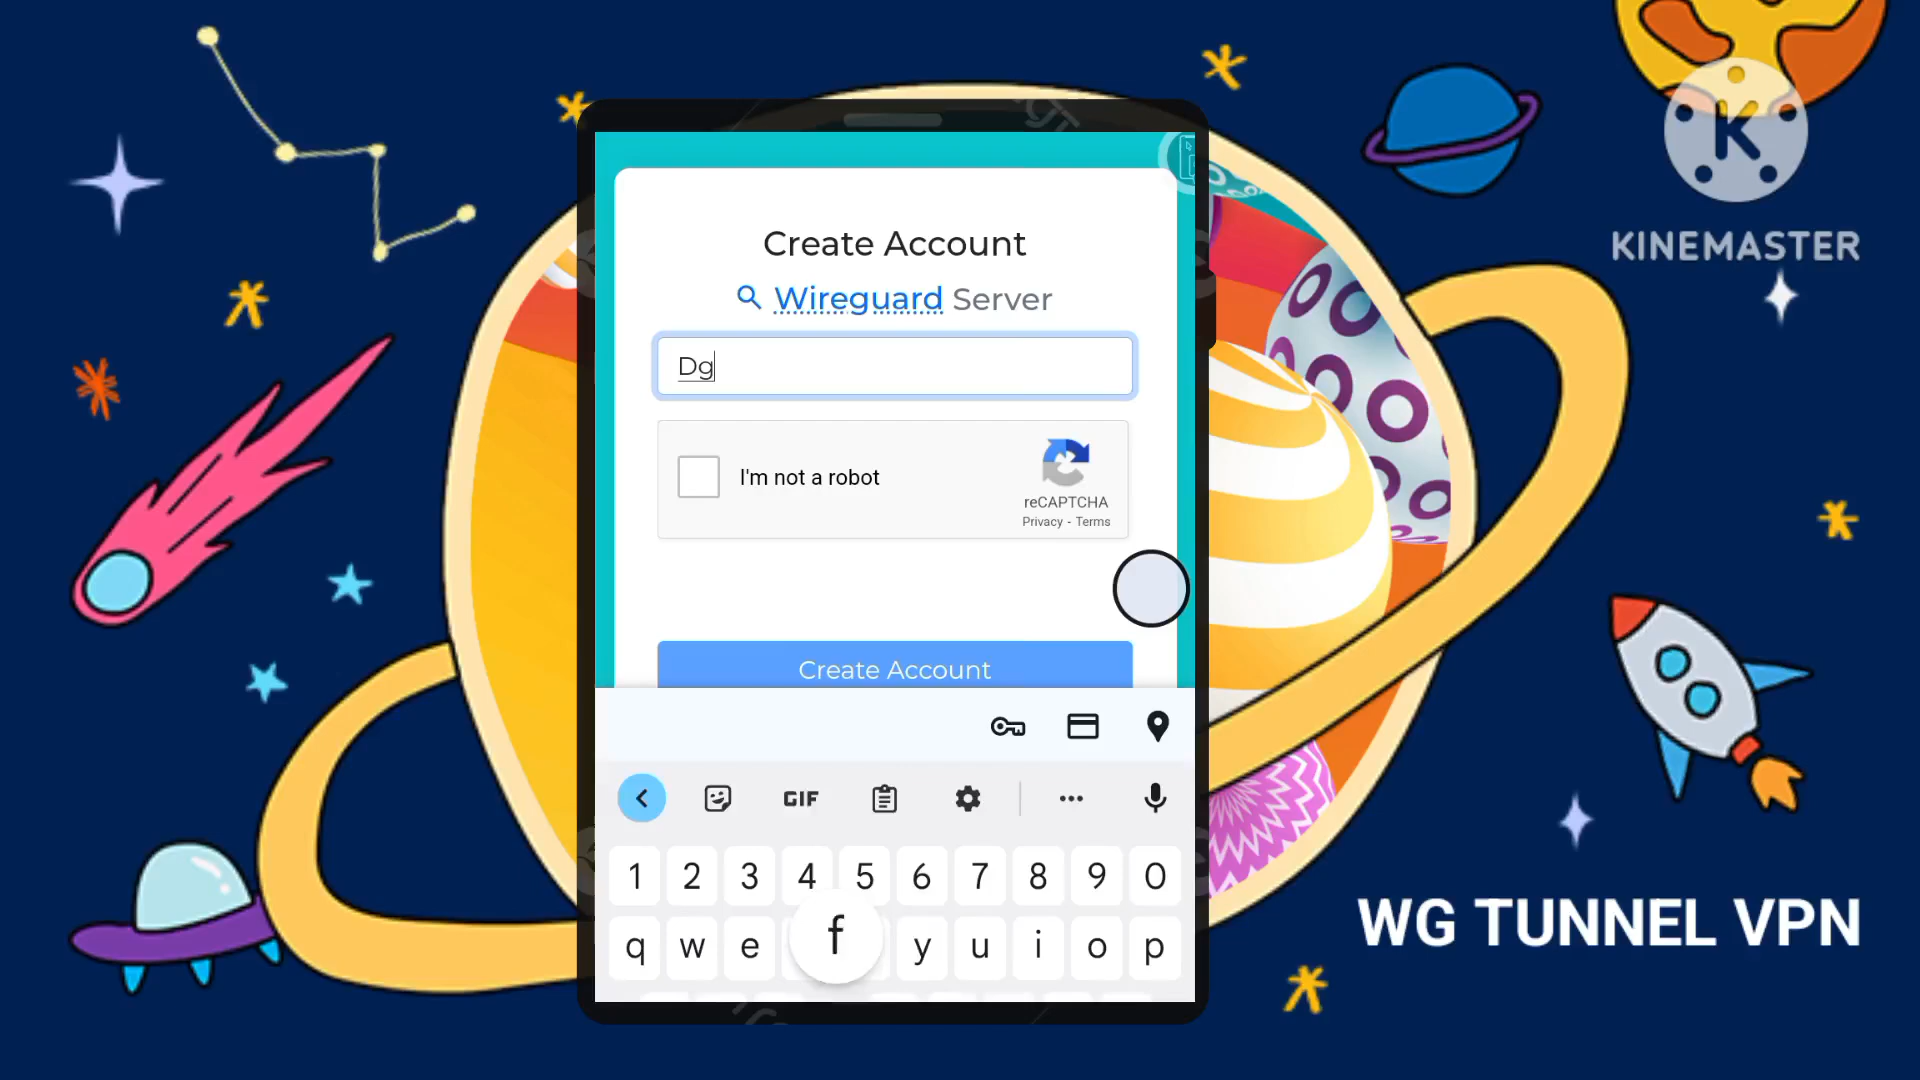 K
KINEMASTER
Create Account
Wireguard Server
Dg
I'm not a robot
reCAPTCHA
Privacy - Terms
Create Account
GIF
1 2 3 4 5 6 7 8 9 0
f
q w e y u i o p
WG TUNNEL VPN